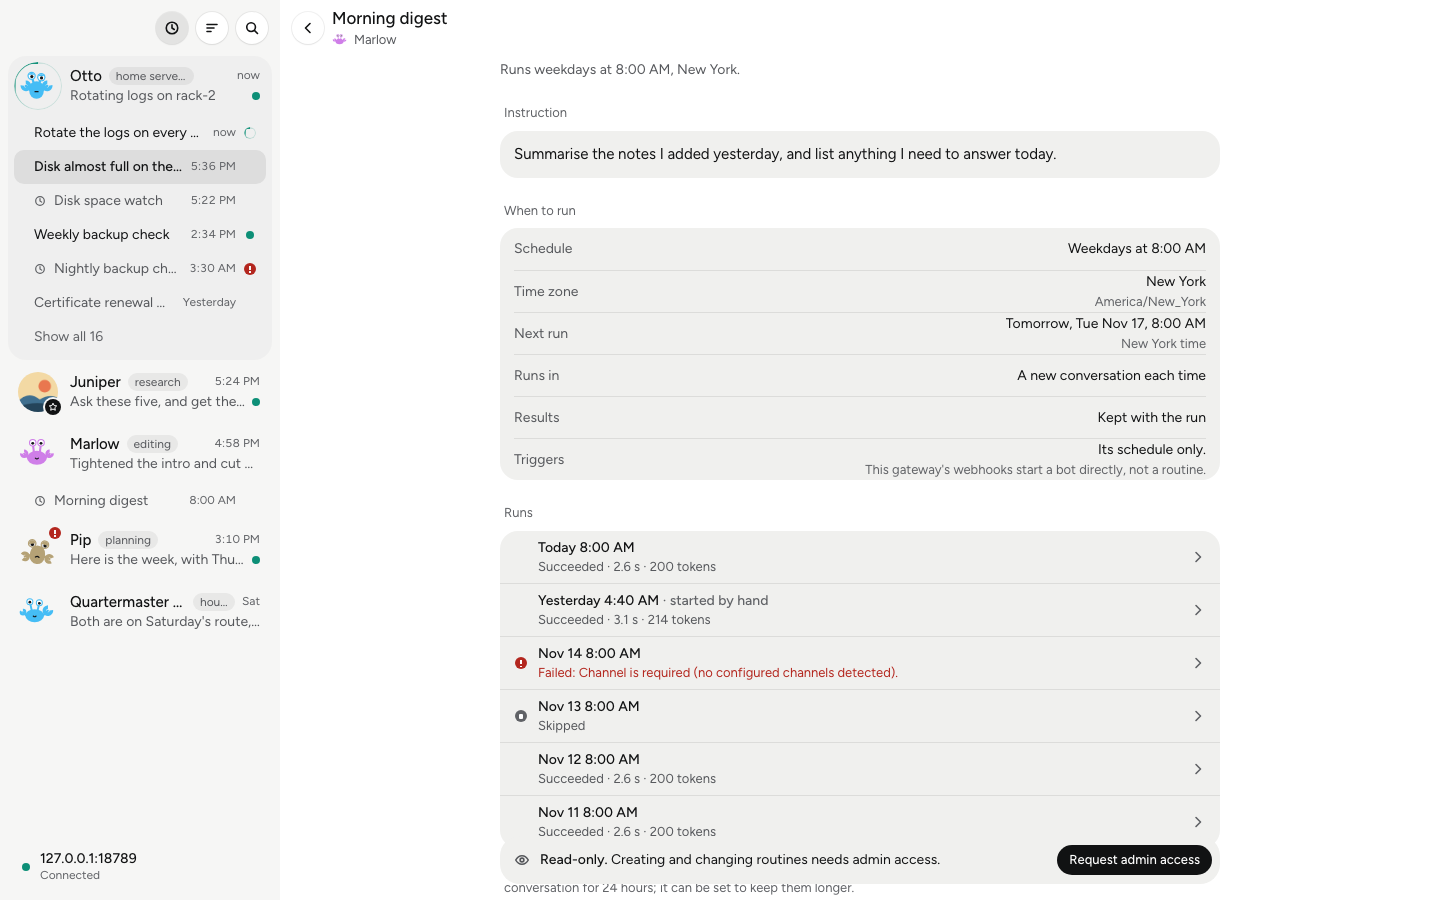 Otto
home serve...
now
Rotating logs on rack-2
Rotate the logs on every ...
now
Disk almost full on the...
5:36 PM
Disk space watch
5:22 PM
Weekly backup check
2:34 PM
Nightly backup ch...
3:30 AM
Certificate renewal ...
Yesterday
Show all 16
Juniper
research
5:24 PM
Ask these five, and get the...
Marlow
editing
4:58 PM
Tightened the intro and cut ...
Morning digest
8:00 AM
Pip
planning
3:10 PM
Here is the week, with Thu...
Quartermaster ...
hou...
Sat
Both are on Saturday's route,...
127.0.0.1:18789
Connected
Morning digest
Marlow
Runs weekdays at 8:00 AM, New York.
Instruction
Summarise the notes I added yesterday, and list anything I need to answer today.
When to run
Schedule
Weekdays at 8:00 AM
Time zone
New York
America/New_York
Next run
Tomorrow, Tue Nov 17, 8:00 AM
New York time
Runs in
A new conversation each time
Results
Kept with the run
Triggers
Its schedule only.
This gateway's webhooks start a bot directly, not a routine.
Runs
Today 8:00 AM
Succeeded · 2.6 s · 200 tokens
Yesterday 4:40 AM · started by hand
Succeeded · 3.1 s · 214 tokens
Nov 14 8:00 AM
Failed: Channel is required (no configured channels detected).
Nov 13 8:00 AM
Skipped
Nov 12 8:00 AM
Succeeded · 2.6 s · 200 tokens
Nov 11 8:00 AM
Succeeded · 2.6 s · 200 tokens
Read-only. Creating and changing routines needs admin access.
Request admin access
conversation for 24 hours; it can be set to keep them longer.